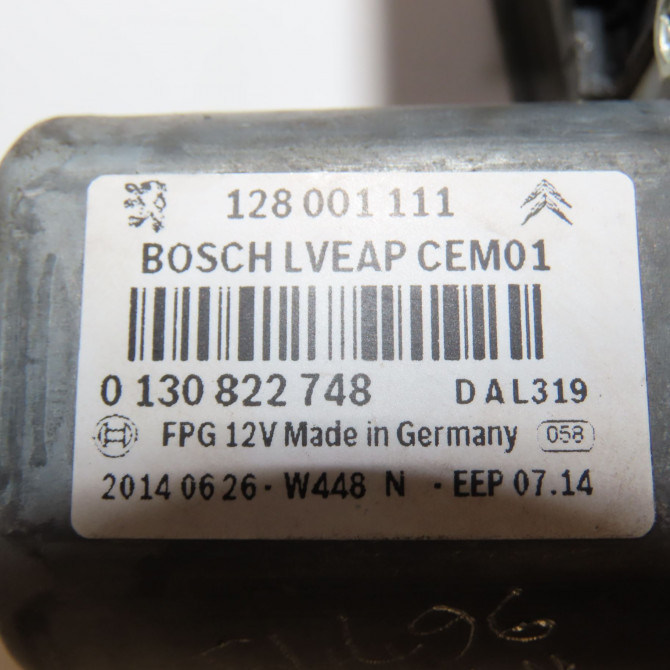 128 001 111
BOSCH LVEAP CEM01
0 130 822 748 DAL319
FPG 12V Made in Germany 058
2014 06 26 - W448 N - EEP 07.14